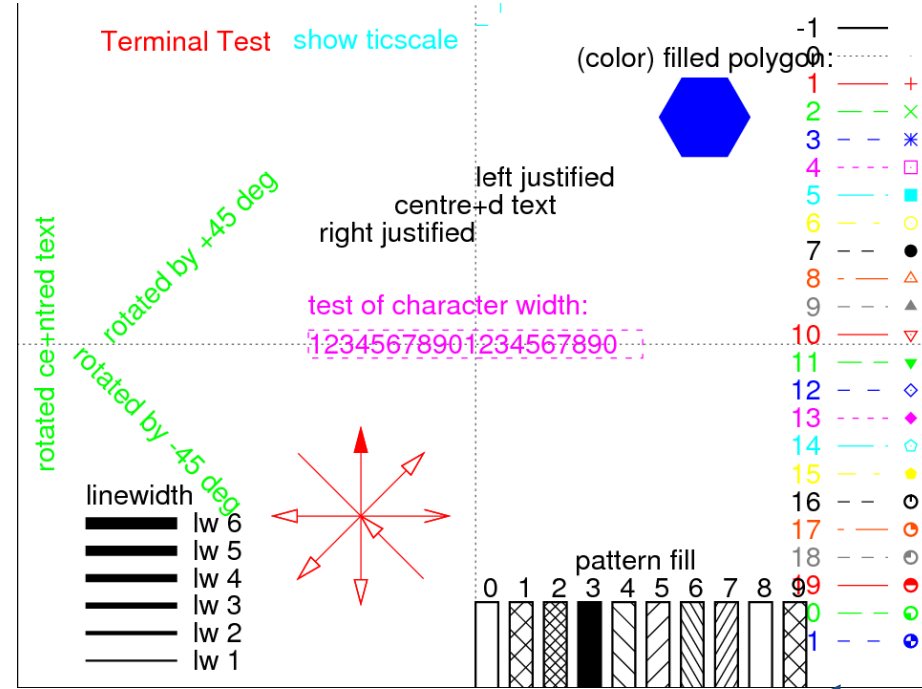 Terminal Test
show ticscale
(color) filled polygon:
left justified
centre+d text
right justified
rotated ce+ntred text
rotated by +45 deg
rotated by -45 deg
test of character width:
12345678901234567890
linewidth
lw 6
lw 5
lw 4
lw 3
lw 2
lw 1
pattern fill
0 1 2 3 4 5 6 7 8 9
-1
0
1
2
3
4
5
6
7
8
9
10
11
12
13
14
15
16
17
18
19
0
1